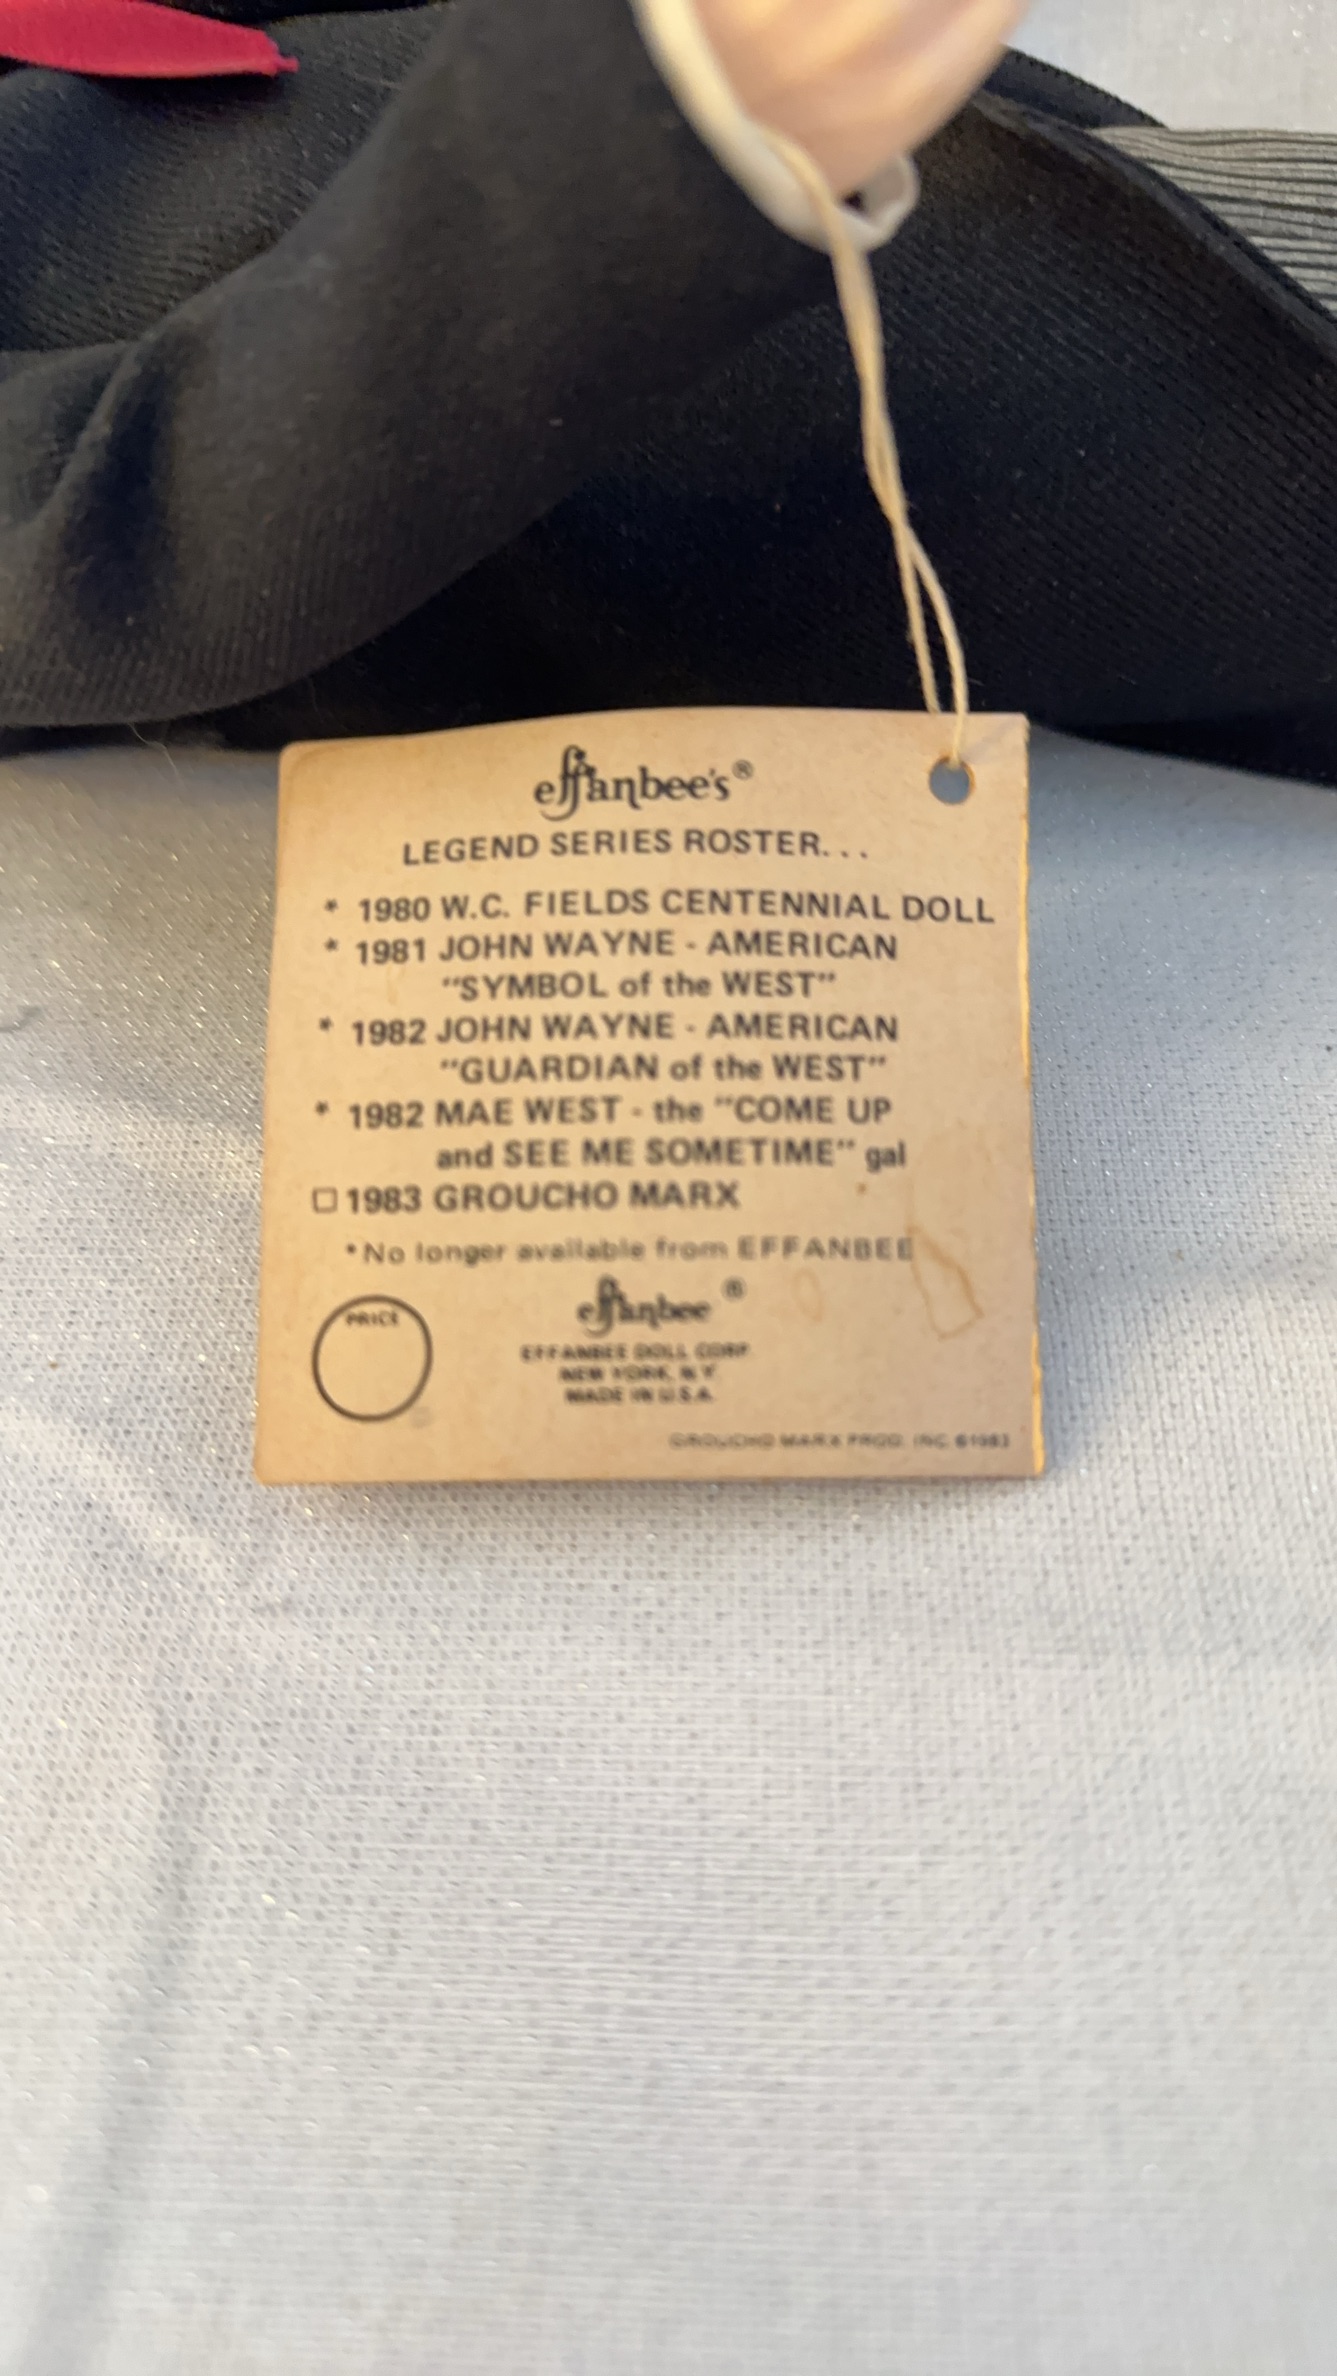 effanbee's®
LEGEND SERIES ROSTER...
* 1980 W.C. FIELDS CENTENNIAL DOLL
* 1981 JOHN WAYNE - AMERICAN
"SYMBOL of the WEST"
* 1982 JOHN WAYNE - AMERICAN
"GUARDIAN of the WEST"
* 1982 MAE WEST - the "COME UP
and SEE ME SOMETIME" gal
□ 1983 GROUCHO MARX
*No longer available from EFFANBEE
PRICE
effanbee ®
EFFANBEE DOLL CORP.
NEW YORK, N.Y.
MADE IN U.S.A.
GROUCHO MARX PROD. INC. ©1983